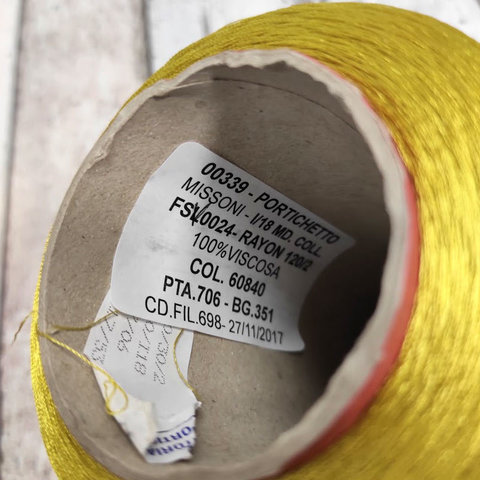 00339 - PORTICHETTO
MISSONI - I/18 MD. COLL.
FSL0024- RAYON 120/2
100%VISCOSA
COL. 60840
PTA.706 - BG.351
CD.FIL.698- 27/11/2017